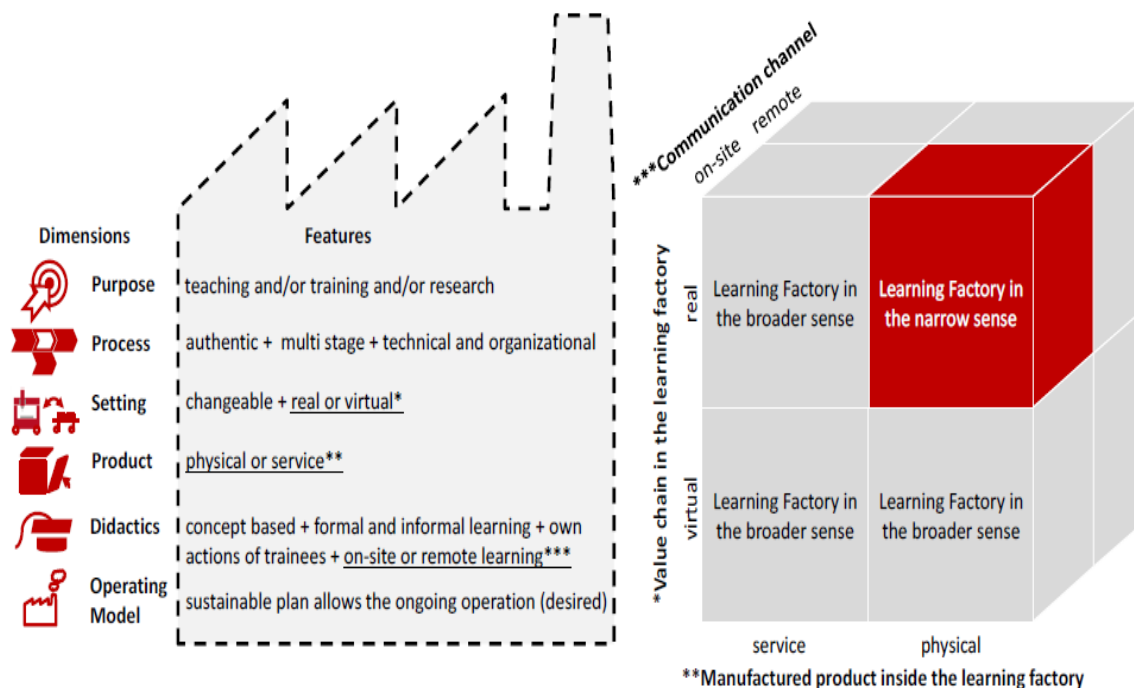 Dimensions
Features
Purpose
teaching and/or training and/or research
Process
authentic + multi stage + technical and organizational
Setting
changeable + real or virtual*
Product
physical or service**
Didactics
concept based + formal and informal learning + own
actions of trainees + on-site or remote learning***
Operating
Model
sustainable plan allows the ongoing operation (desired)
***Communication channel
on-site remote
*Value chain in the learning factory
real
virtual
Learning Factory in
the broader sense
Learning Factory in
the narrow sense
Learning Factory in
the broader sense
Learning Factory in
the broader sense
service
physical
**Manufactured product inside the learning factory